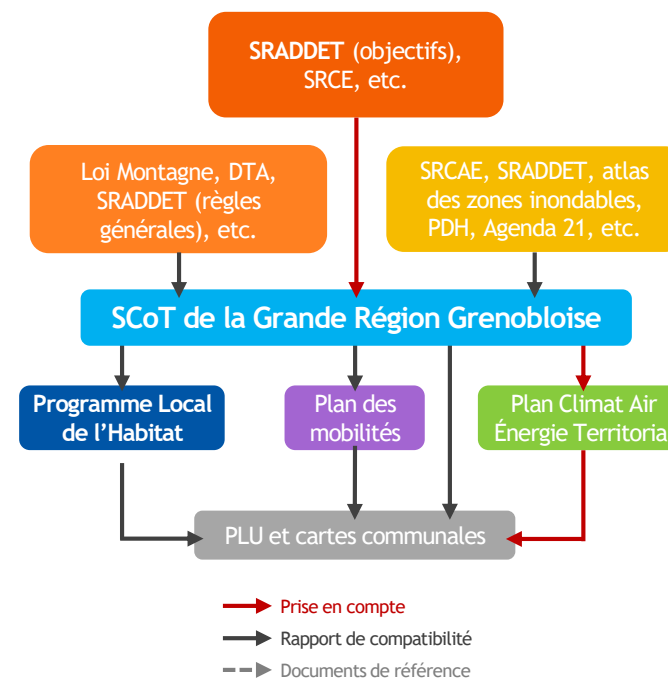 SRADDET (objectifs),
SRCE, etc.
Loi Montagne, DTA,
SRADDET (règles
générales), etc.
SRCAE, SRADDET, atlas
des zones inondables,
PDH, Agenda 21, etc.
SCoT de la Grande Région Grenobloise
Programme Local
de l’Habitat
Plan des
mobilités
Plan Climat Air
Énergie Territoria
PLU et cartes communales
Prise en compte
Rapport de compatibilité
Documents de référence